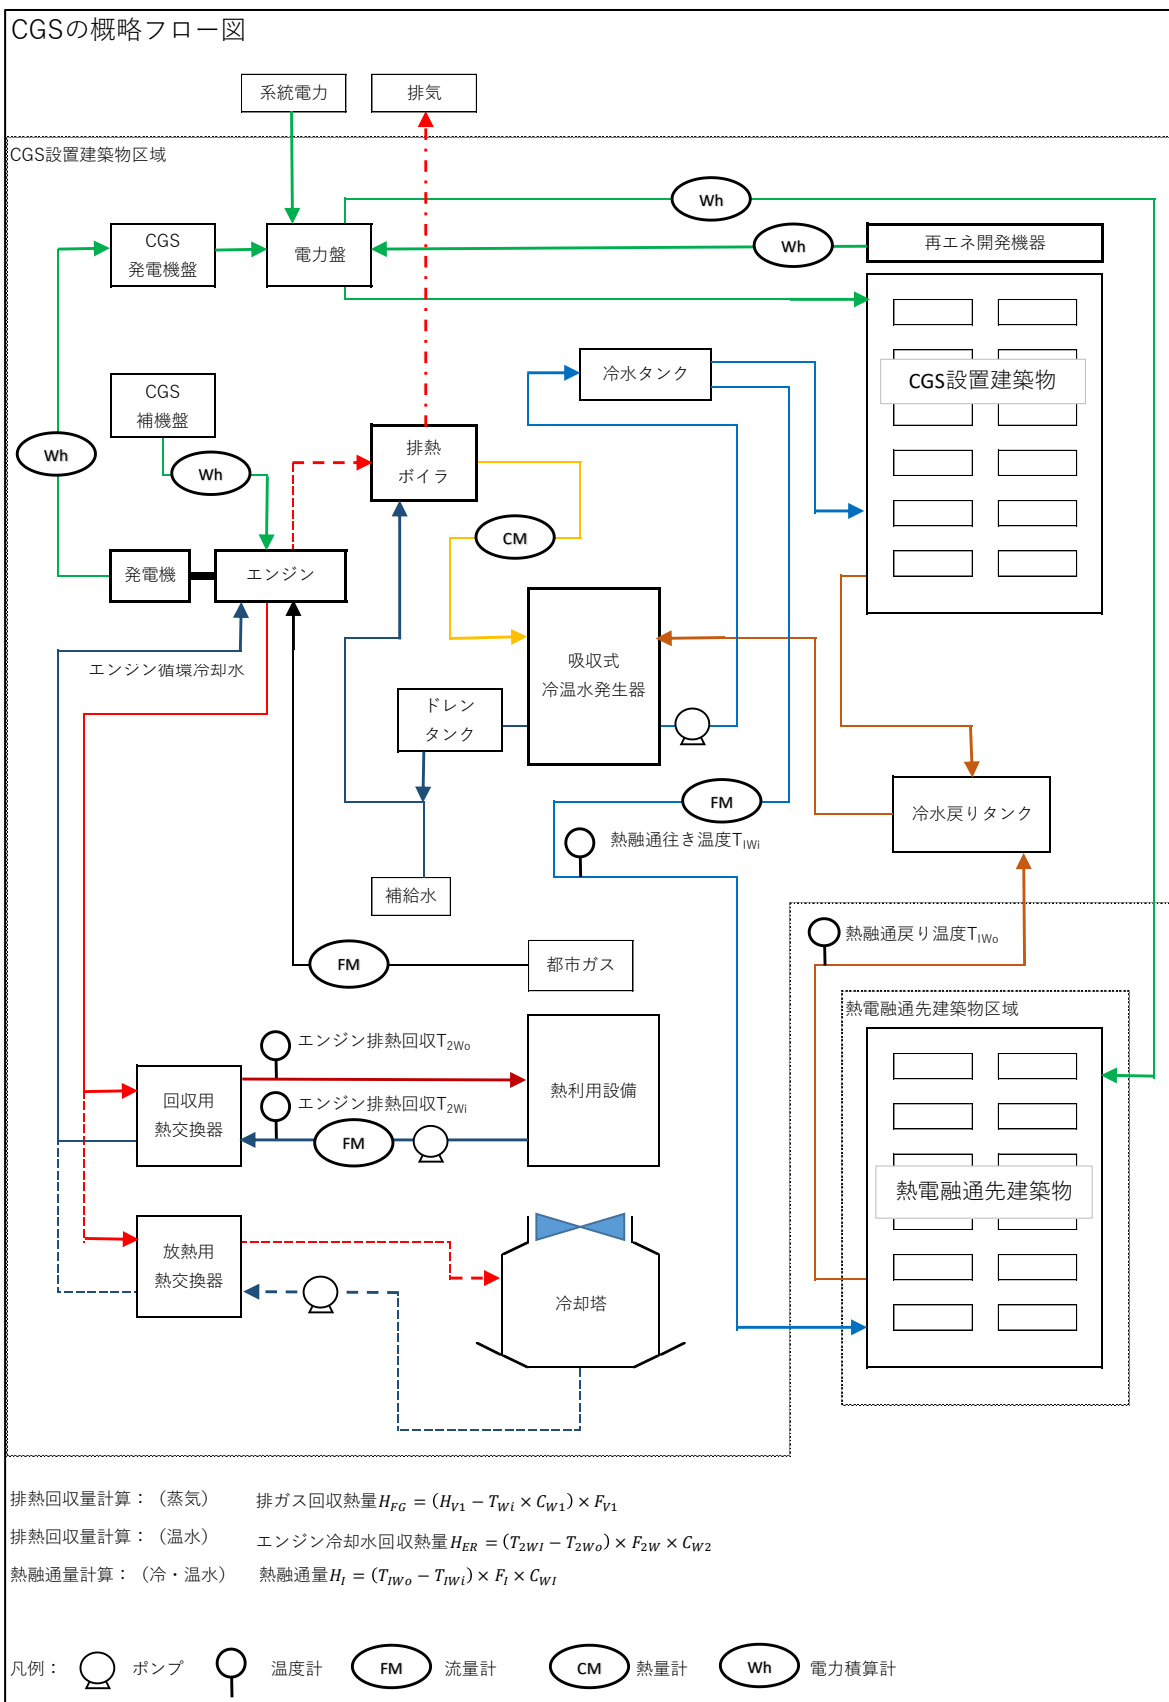 CGSの概略フロー図
系統電力
排気
CGS設置建築物区域
Wh
CGS
発電機盤
電力盤
Wh
再エネ開発機器
冷水タンク
CGS設置建築物
CGS
補機盤
排熱
ボイラ
Wh
Wh
CM
発電機
エンジン
吸収式
冷温水発生器
エンジン循環冷却水
ドレン
タンク
FM
冷水戻りタンク
熱融通往き温度TIWi
補給水
熱融通戻り温度TIWo
FM
都市ガス
熱電融通先建築物区域
エンジン排熱回収T2Wo
回収用
熱交換器
熱利用設備
エンジン排熱回収T2Wi
FM
熱電融通先建築物
放熱用
熱交換器
冷却塔
排熱回収量計算：（蒸気） 排ガス回収熱量H_FG = (H_V1 − T_Wi × C_W1) × F_V1
排熱回収量計算：（温水） エンジン冷却水回収熱量H_ER = (T_2WI − T_2Wo) × F_2W × C_W2
熱融通量計算：（冷・温水） 熱融通量H_I = (T_IWo − T_IWi) × F_I × C_WI
凡例： ポンプ 温度計 FM 流量計 CM 熱量計 Wh 電力積算計